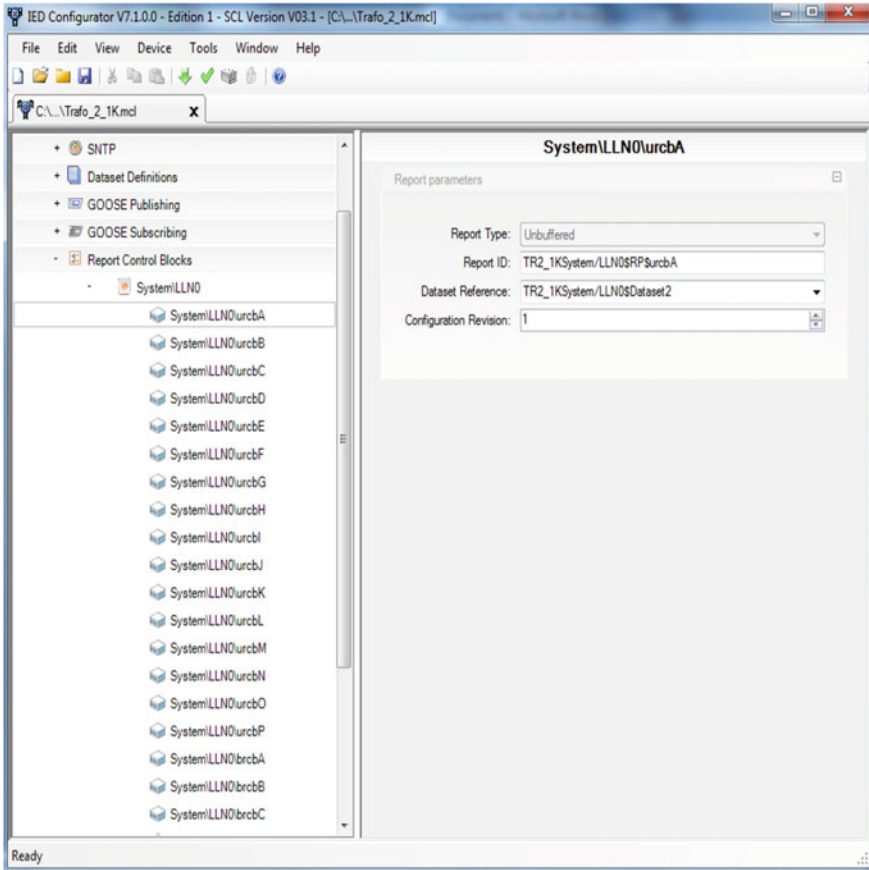 IED Configurator V7.1.0.0 - Edition 1 - SCL Version V03.1 - [C:\...\Trafo_2_1K.mcl]
File Edit View Device Tools Window Help
C:\...\Trafo_2_1K.mcl X
+ SNTP
+ Dataset Definitions
+ GOOSE Publishing
+ GOOSE Subscribing
- Report Control Blocks
- System\LLN0
System\LLN0\urcbA
System\LLN0\urcbB
System\LLN0\urcbC
System\LLN0\urcbD
System\LLN0\urcbE
System\LLN0\urcbF
System\LLN0\urcbG
System\LLN0\urcbH
System\LLN0\urcbI
System\LLN0\urcbJ
System\LLN0\urcbK
System\LLN0\urcbL
System\LLN0\urcbM
System\LLN0\urcbN
System\LLN0\urcbO
System\LLN0\urcbP
System\LLN0\brcbA
System\LLN0\brcbB
System\LLN0\brcbC
System\LLN0\urcbA
Report parameters
Report Type: Unbuffered
Report ID: TR2_1KSystem/LLN0$RP$urcbA
Dataset Reference: TR2_1KSystem/LLN0$Dataset2
Configuration Revision: 1
Ready